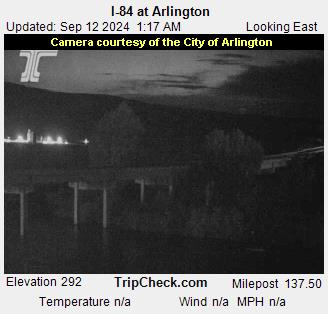 I-84 at Arlington
Updated: Sep 12 2024 1:17 AM Looking East
Camera courtesy of the City of Arlington
Elevation 292 TripCheck.com Milepost 137.50
Temperature n/a Wind n/a MPH n/a